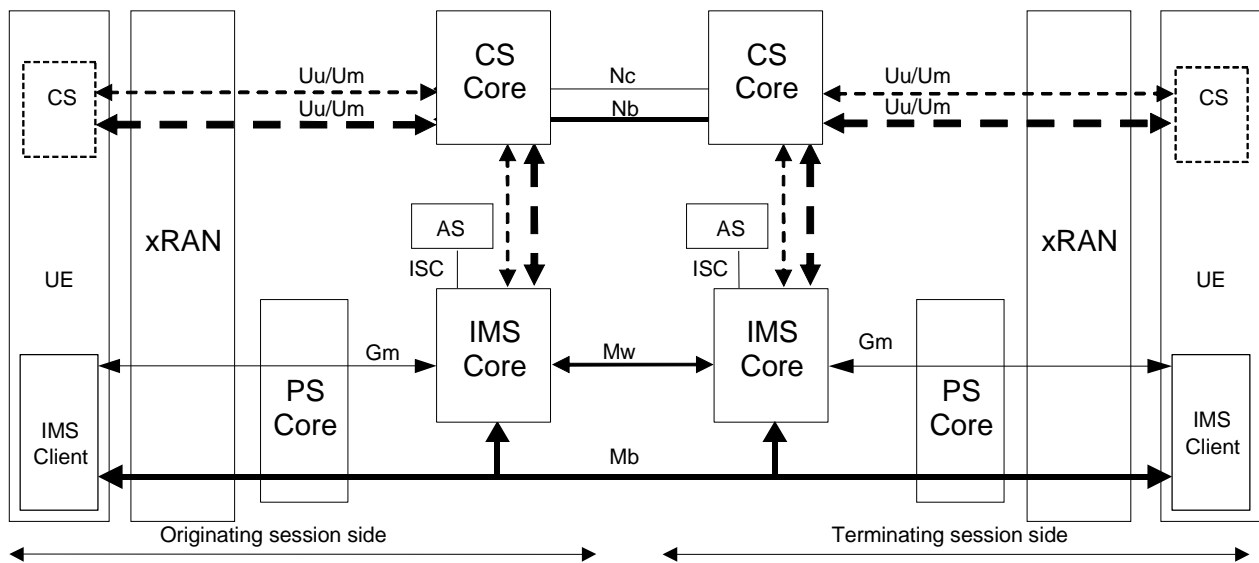 CS
Core
CS
Core
Uu/Um
Nc
Uu/Um
CS
CS
Uu/Um
Nb
Uu/Um
xRAN
AS
AS
xRAN
UE
ISC
ISC
UE
IMS
Core
IMS
Core
Gm
Mw
Gm
PS
Core
PS
Core
IMS
Client
IMS
Client
Mb
Originating session side
Terminating session side